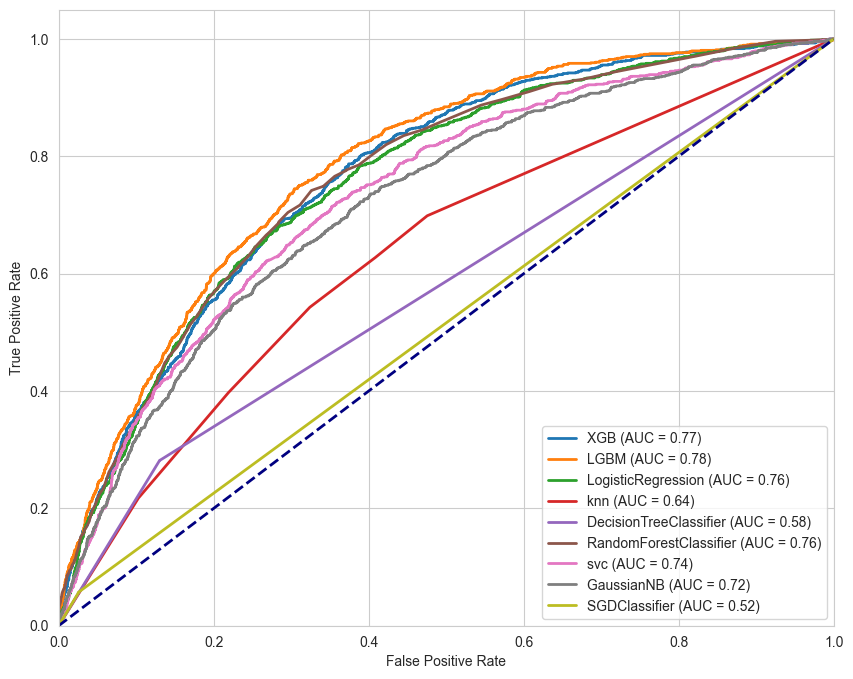 1.0
0.8
0.6
0.4
0.2
0.0
True Positive Rate
0.0 0.2 0.4 0.6 0.8 1.0
False Positive Rate
XGB (AUC = 0.77)
LGBM (AUC = 0.78)
LogisticRegression (AUC = 0.76)
knn (AUC = 0.64)
DecisionTreeClassifier (AUC = 0.58)
RandomForestClassifier (AUC = 0.76)
svc (AUC = 0.74)
GaussianNB (AUC = 0.72)
SGDClassifier (AUC = 0.52)